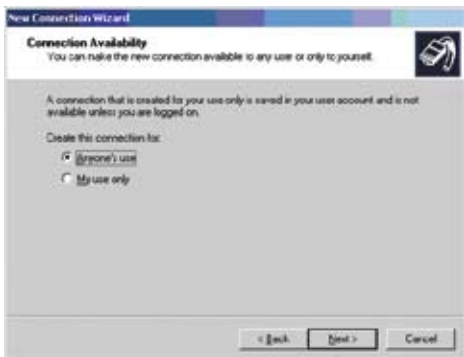 New Connection Wizard
Connection Availability
You can make the new connection available to any user or only to yourself.
A connection that is created for your use only is saved in your user account and is not
available unless you are logged on.
Create this connection for:
Anyone's use
My use only
< Back
Next >
Cancel